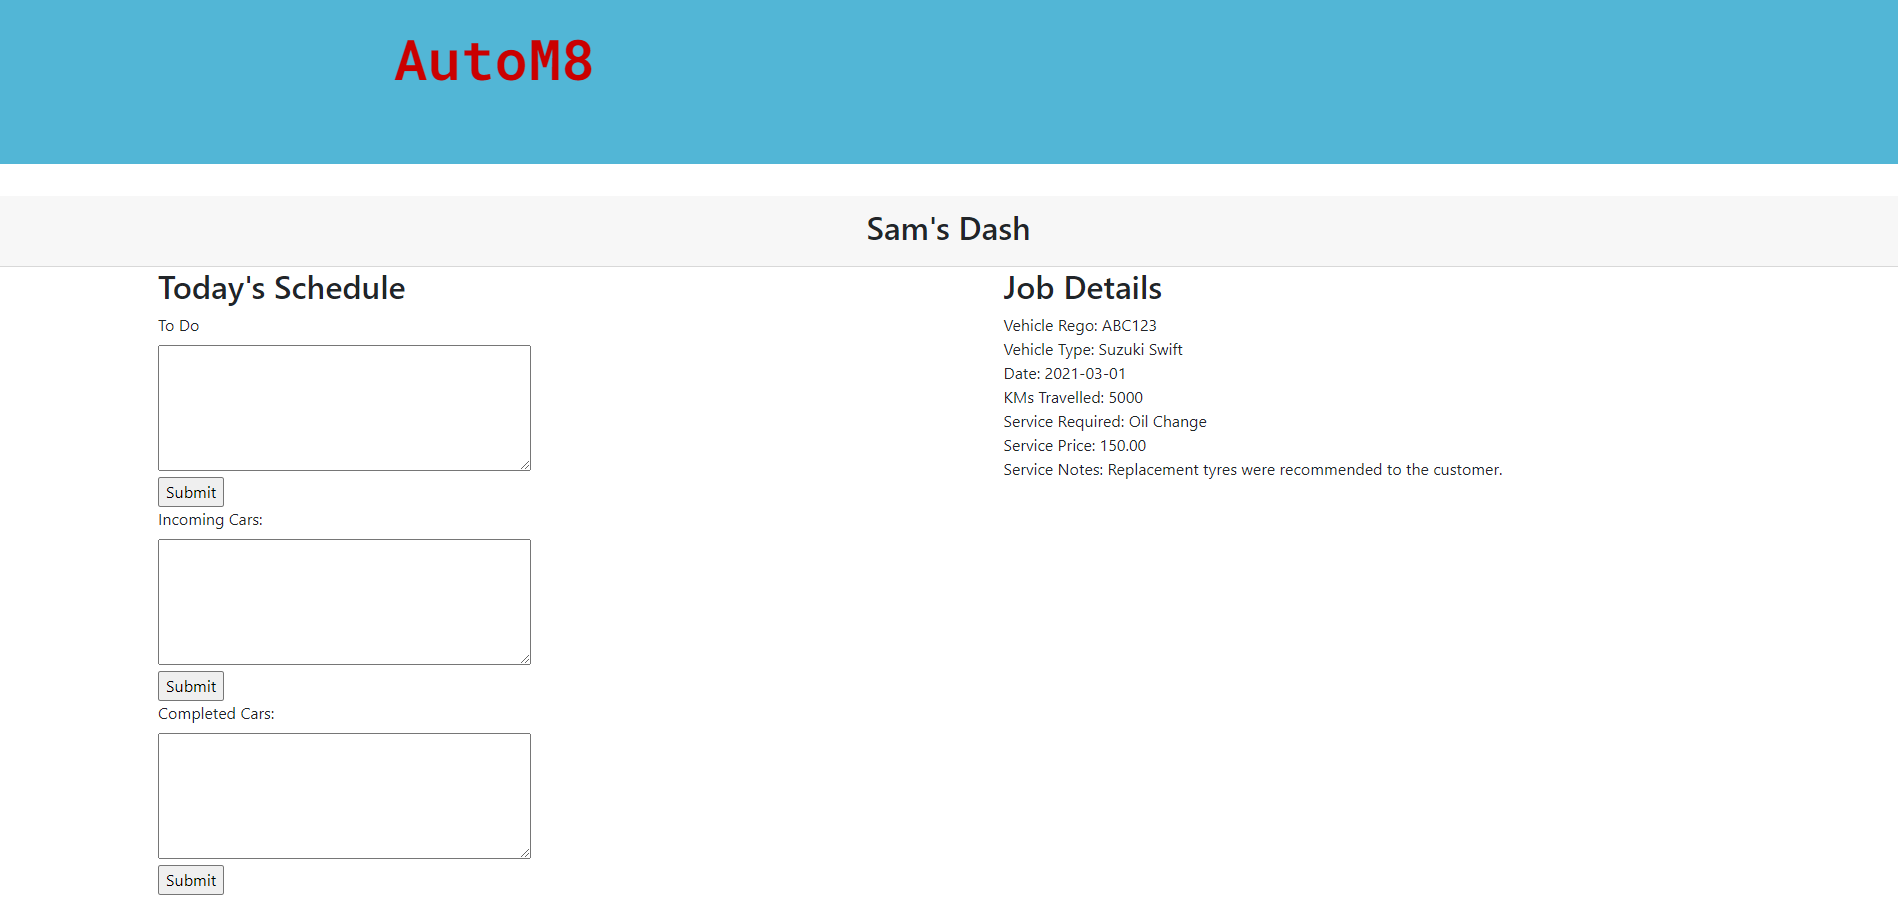 AutoM8
Sam's Dash
Today's Schedule
To Do
Submit
Incoming Cars:
Submit
Completed Cars:
Submit
Job Details
Vehicle Rego: ABC123
Vehicle Type: Suzuki Swift
Date: 2021-03-01
KMs Travelled: 5000
Service Required: Oil Change
Service Price: 150.00
Service Notes: Replacement tyres were recommended to the customer.